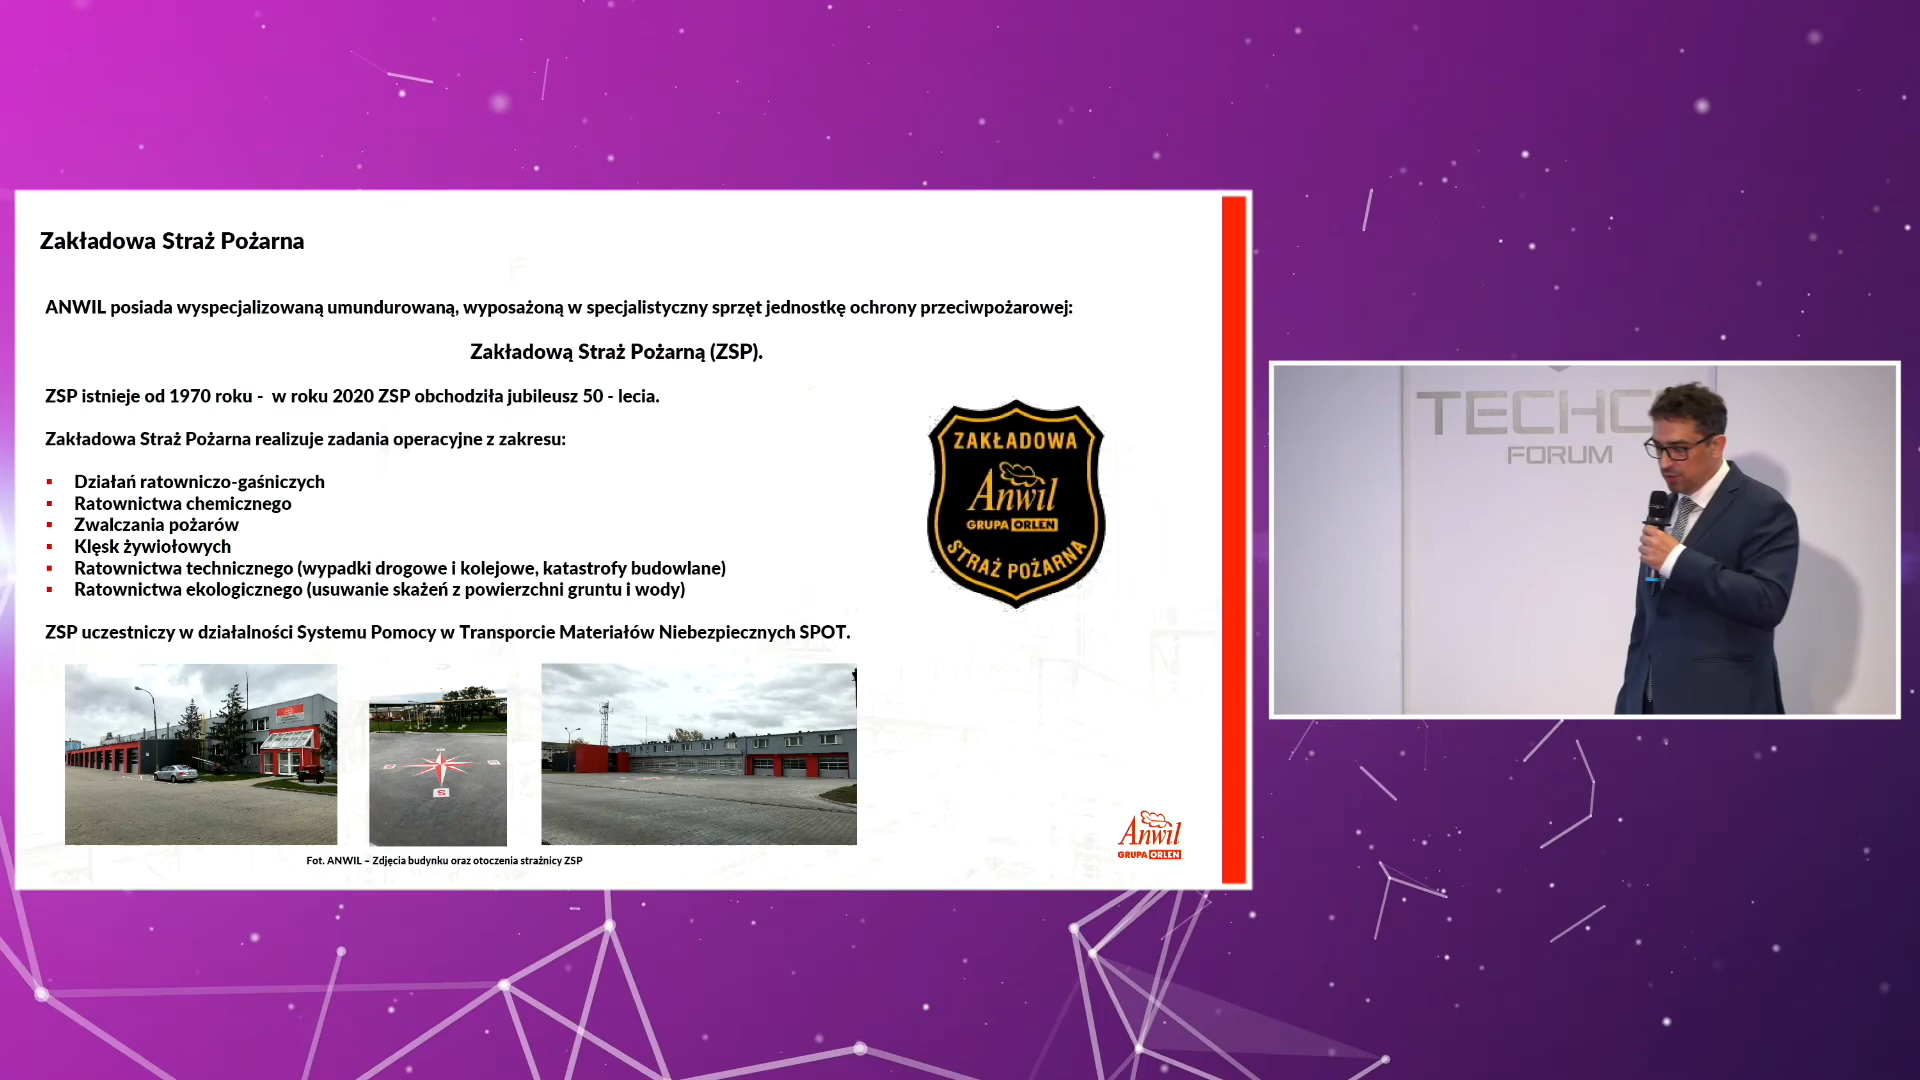 Zakładowa Straż Pożarna
ANWIL posiada wyspecjalizowaną umundurowaną, wyposażoną w specjalistyczny sprzęt jednostkę ochrony przeciwpożarowej:
Zakładową Straż Pożarną (ZSP).
ZSP istnieje od 1970 roku - w roku 2020 ZSP obchodziła jubileusz 50 - lecia.
Zakładowa Straż Pożarna realizuje zadania operacyjne z zakresu:
▪ Działań ratowniczo-gaśniczych
▪ Ratownictwa chemicznego
▪ Zwalczania pożarów
▪ Klęsk żywiołowych
▪ Ratownictwa technicznego (wypadki drogowe i kolejowe, katastrofy budowlane)
▪ Ratownictwa ekologicznego (usuwanie skażeń z powierzchni gruntu i wody)
ZSP uczestniczy w działalności Systemu Pomocy w Transporcie Materiałów Niebezpiecznych SPOT.
ZAKŁADOWA
Anwil
GRUPA ORLEN
STRAŻ POŻARNA
S
Fot. ANWIL – Zdjęcia budynku oraz otoczenia strażnicy ZSP
Anwil
GRUPA ORLEN
TECHC
FORUM